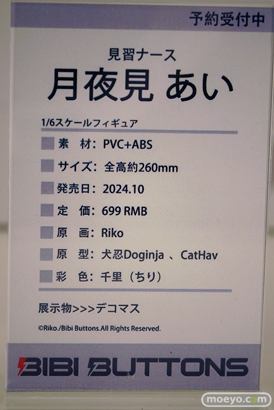 予約受付中
見習ナース
月夜見 あい
1/6スケールフィギュア
素　材：PVC+ABS
サイズ：全高約260mm
発売日：2024.10
定　価：699 RMB
原　画：Riko
原　型：犬忍Doginja 、CatHav
彩　色：千里（ちり）
展示物>>>デコマス
©Riko./Bibi Buttons.All Rights Reserved.
BIBI BUTTONS
moeyo.com